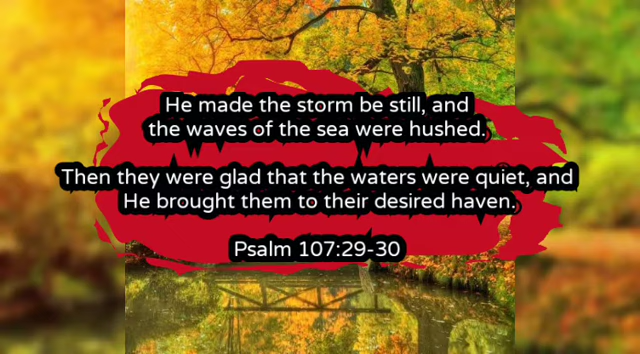 He made the storm be still, and
the waves of the sea were hushed.
Then they were glad that the waters were quiet, and
He brought them to their desired haven.
Psalm 107:29-30